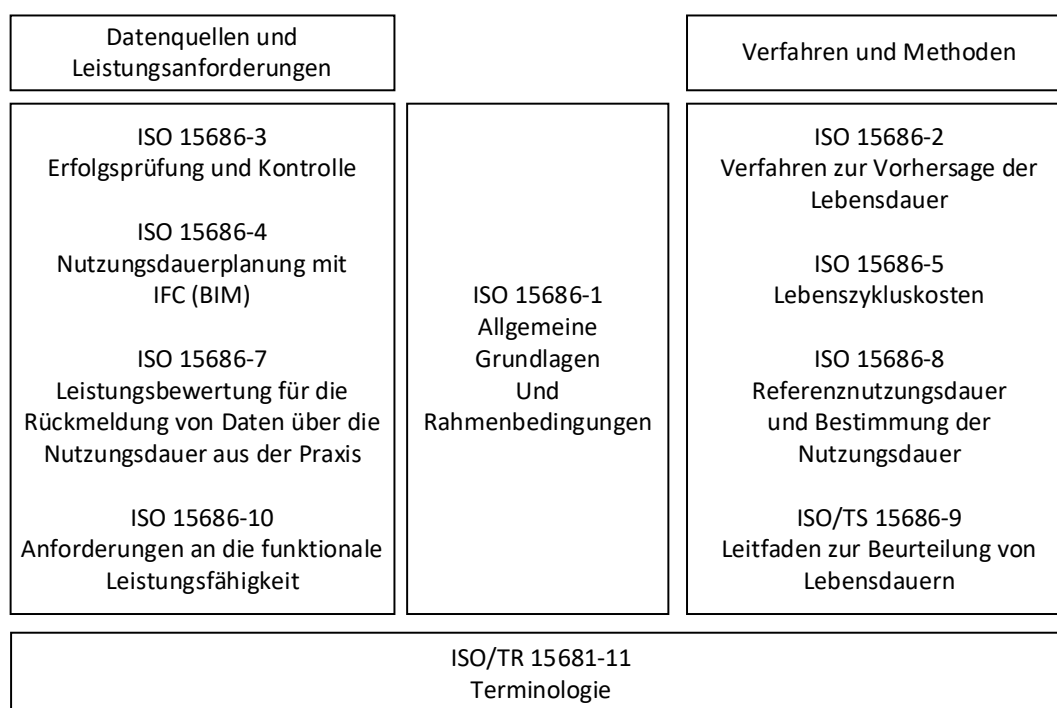 Datenquellen und
Leistungsanforderungen
Verfahren und Methoden
ISO 15686-3
Erfolgsprüfung und Kontrolle
ISO 15686-4
Nutzungsdauerplanung mit
IFC (BIM)
ISO 15686-7
Leistungsbewertung für die
Rückmeldung von Daten über die
Nutzungsdauer aus der Praxis
ISO 15686-10
Anforderungen an die funktionale
Leistungsfähigkeit
ISO 15686-1
Allgemeine
Grundlagen
Und
Rahmenbedingungen
ISO 15686-2
Verfahren zur Vorhersage der
Lebensdauer
ISO 15686-5
Lebenszykluskosten
ISO 15686-8
Referenznutzungsdauer
und Bestimmung der
Nutzungsdauer
ISO/TS 15686-9
Leitfaden zur Beurteilung von
Lebensdauern
ISO/TR 15681-11
Terminologie